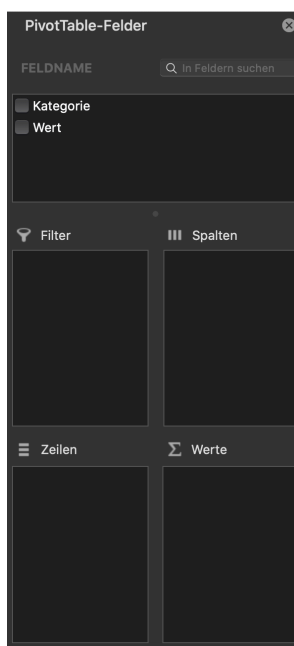 PivotTable-Felder
FELDNAME
In Feldern suchen
Kategorie
Wert
Filter
Spalten
Zeilen
Werte